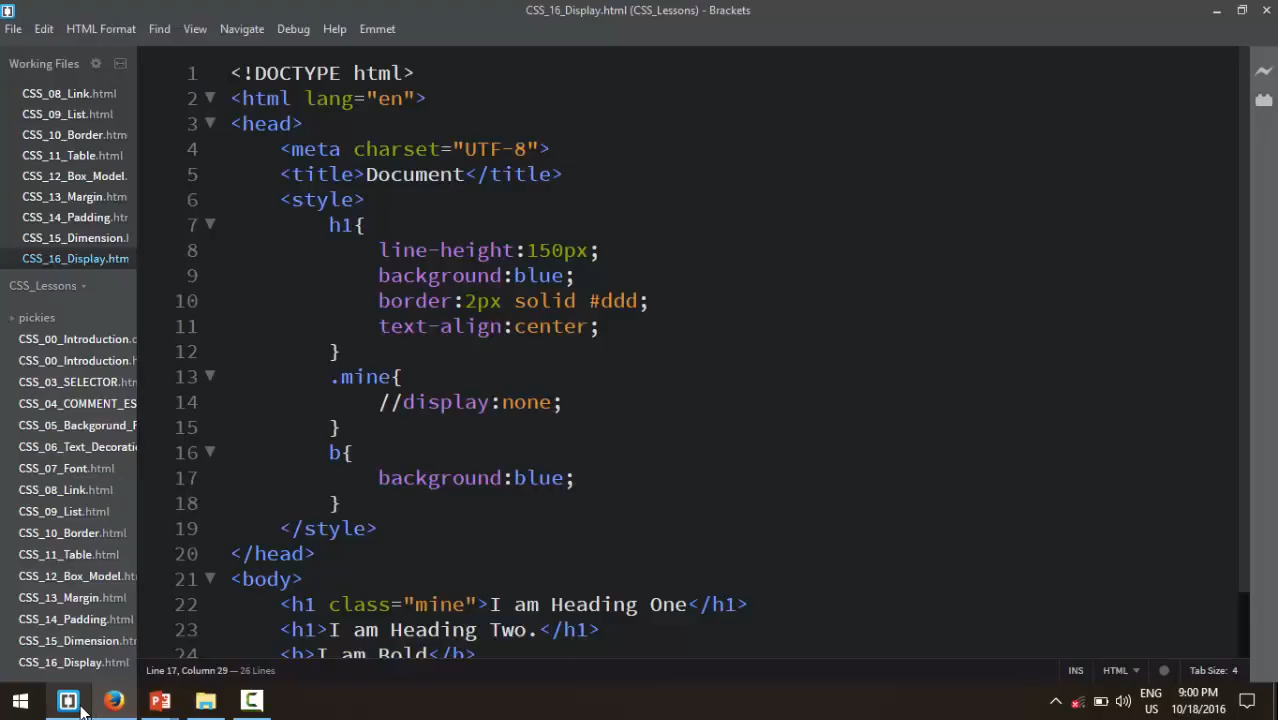 CSS_16_Display.html (CSS_Lessons) - Brackets
File Edit HTML Format Find View Navigate Debug Help Emmet
Working Files
CSS_08_Link.html
CSS_09_List.html
CSS_10_Border.htm
CSS_11_Table.html
CSS_12_Box_Model.
CSS_13_Margin.htm
CSS_14_Padding.htr
CSS_15_Dimension.l
CSS_16_Display.htm
CSS_Lessons
pickies
CSS_00_Introduction.c
CSS_00_Introduction.h
CSS_03_SELECTOR.htm
CSS_04_COMMENT_ES
CSS_05_Backgorund_P
CSS_06_Text_Decoratio
CSS_07_Font.html
CSS_08_Link.html
CSS_09_List.html
CSS_10_Border.html
CSS_11_Table.html
CSS_12_Box_Model.htm
CSS_13_Margin.html
CSS_14_Padding.html
CSS_15_Dimension.htm
CSS_16_Display.html
1 <!DOCTYPE html>
2 <html lang="en">
3 <head>
4 <meta charset="UTF-8">
5 <title>Document</title>
6 <style>
7 h1{
8 line-height:150px;
9 background:blue;
10 border:2px solid #ddd;
11 text-align:center;
12 }
13 .mine{
14 //display:none;
15 }
16 b{
17 background:blue;
18 }
19 </style>
20 </head>
21 <body>
22 <h1 class="mine">I am Heading One</h1>
23 <h1>I am Heading Two.</h1>
24 <b>I am Bold</b>
Line 17, Column 29 — 26 Lines
INS HTML Tab Size: 4
ENG
US
9:00 PM
10/18/2016